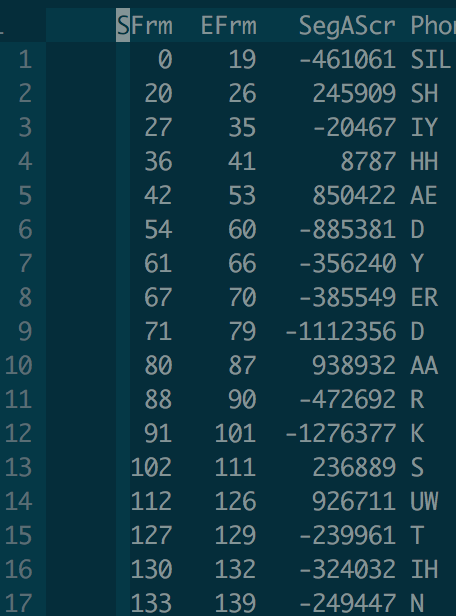 SFrm EFrm SegAScr
1 0 19 -461061 SIL
2 20 26 245909 SH
3 27 35 -20467 IY
4 36 41 8787 HH
5 42 53 850422 AE
6 54 60 -885381 D
7 61 66 -356240 Y
8 67 70 -385549 ER
9 71 79 -1112356 D
10 80 87 938932 AA
11 88 90 -472692 R
12 91 101 -1276377 K
13 102 111 236889 S
14 112 126 926711 UW
15 127 129 -239961 T
16 130 132 -324032 IH
17 133 139 -249447 N